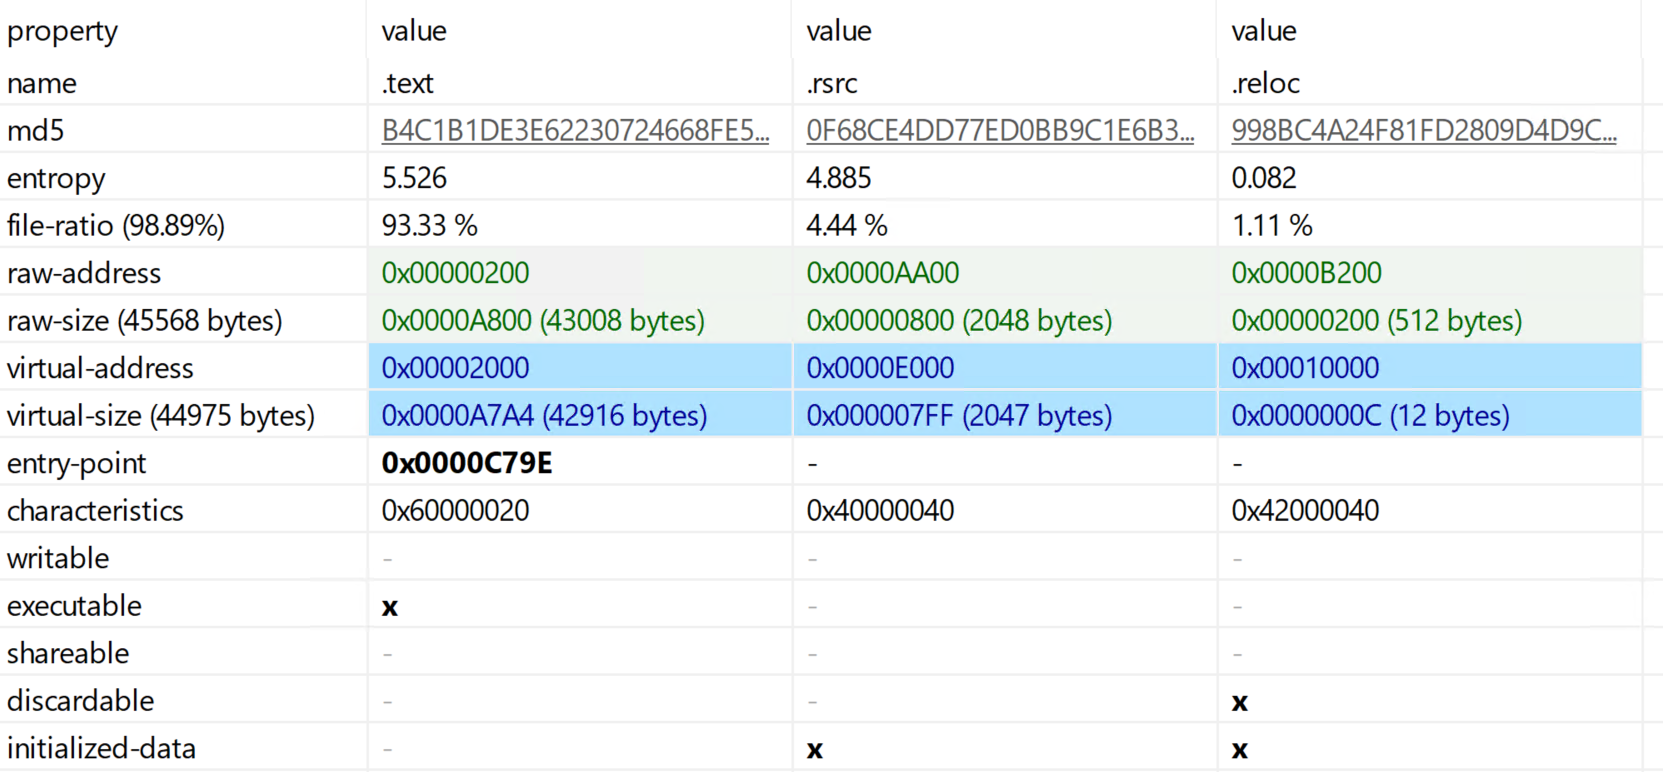 property value value value
name .text .rsrc .reloc
md5 B4C1B1DE3E62230724668FE5... 0F68CE4DD77ED0BB9C1E6B3... 998BC4A24F81FD2809D4D9C...
entropy 5.526 4.885 0.082
file-ratio (98.89%) 93.33 % 4.44 % 1.11 %
raw-address 0x00000200 0x0000AA00 0x0000B200
raw-size (45568 bytes) 0x0000A800 (43008 bytes) 0x00000800 (2048 bytes) 0x00000200 (512 bytes)
virtual-address 0x00002000 0x0000E000 0x00010000
virtual-size (44975 bytes) 0x0000A7A4 (42916 bytes) 0x000007FF (2047 bytes) 0x0000000C (12 bytes)
entry-point 0x0000C79E - -
characteristics 0x60000020 0x40000040 0x42000040
writable - - -
executable x - -
shareable - - -
discardable - - x
initialized-data - x x